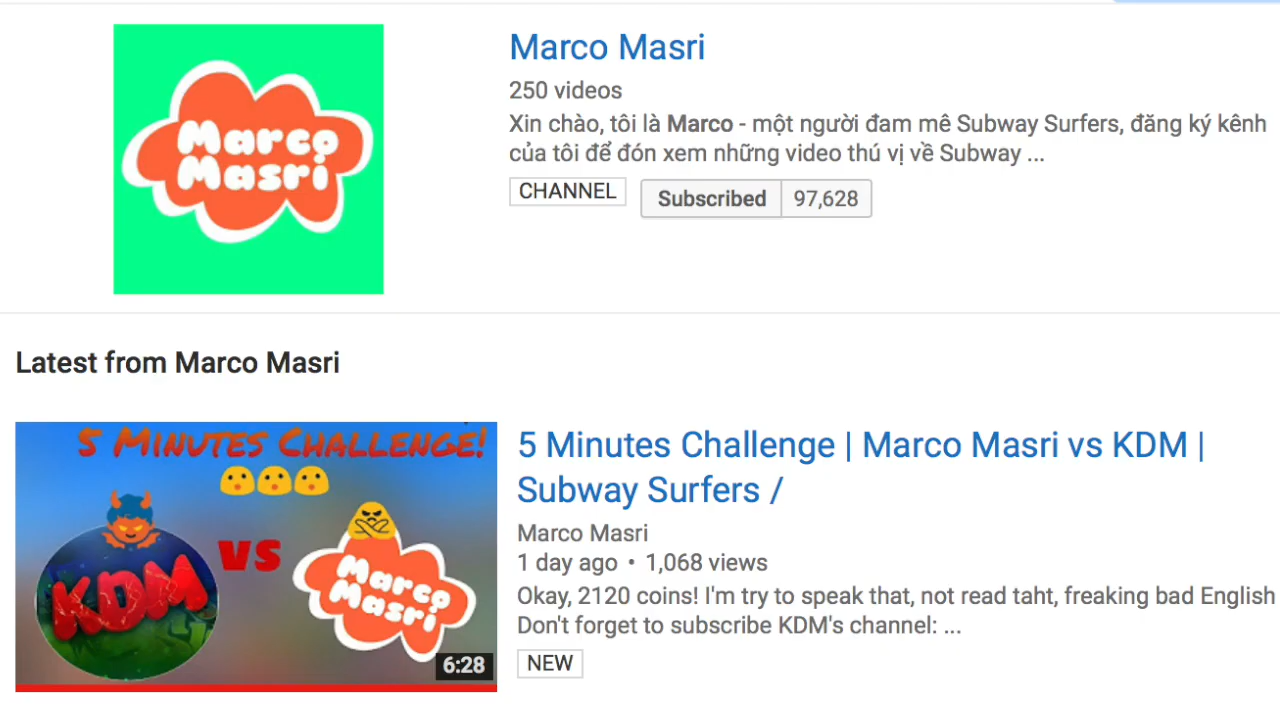 Marco
Masri
Marco Masri
250 videos
Xin chào, tôi là Marco - một người đam mê Subway Surfers, đăng ký kênh
của tôi để đón xem những video thú vị về Subway ...
CHANNEL
Subscribed 97,628
Latest from Marco Masri
5 MINUTES CHALLENGE!
KDM
VS
Marco
Masri
6:28
5 Minutes Challenge | Marco Masri vs KDM |
Subway Surfers /
Marco Masri
1 day ago • 1,068 views
Okay, 2120 coins! I'm try to speak that, not read taht, freaking bad English
Don't forget to subscribe KDM's channel: ...
NEW